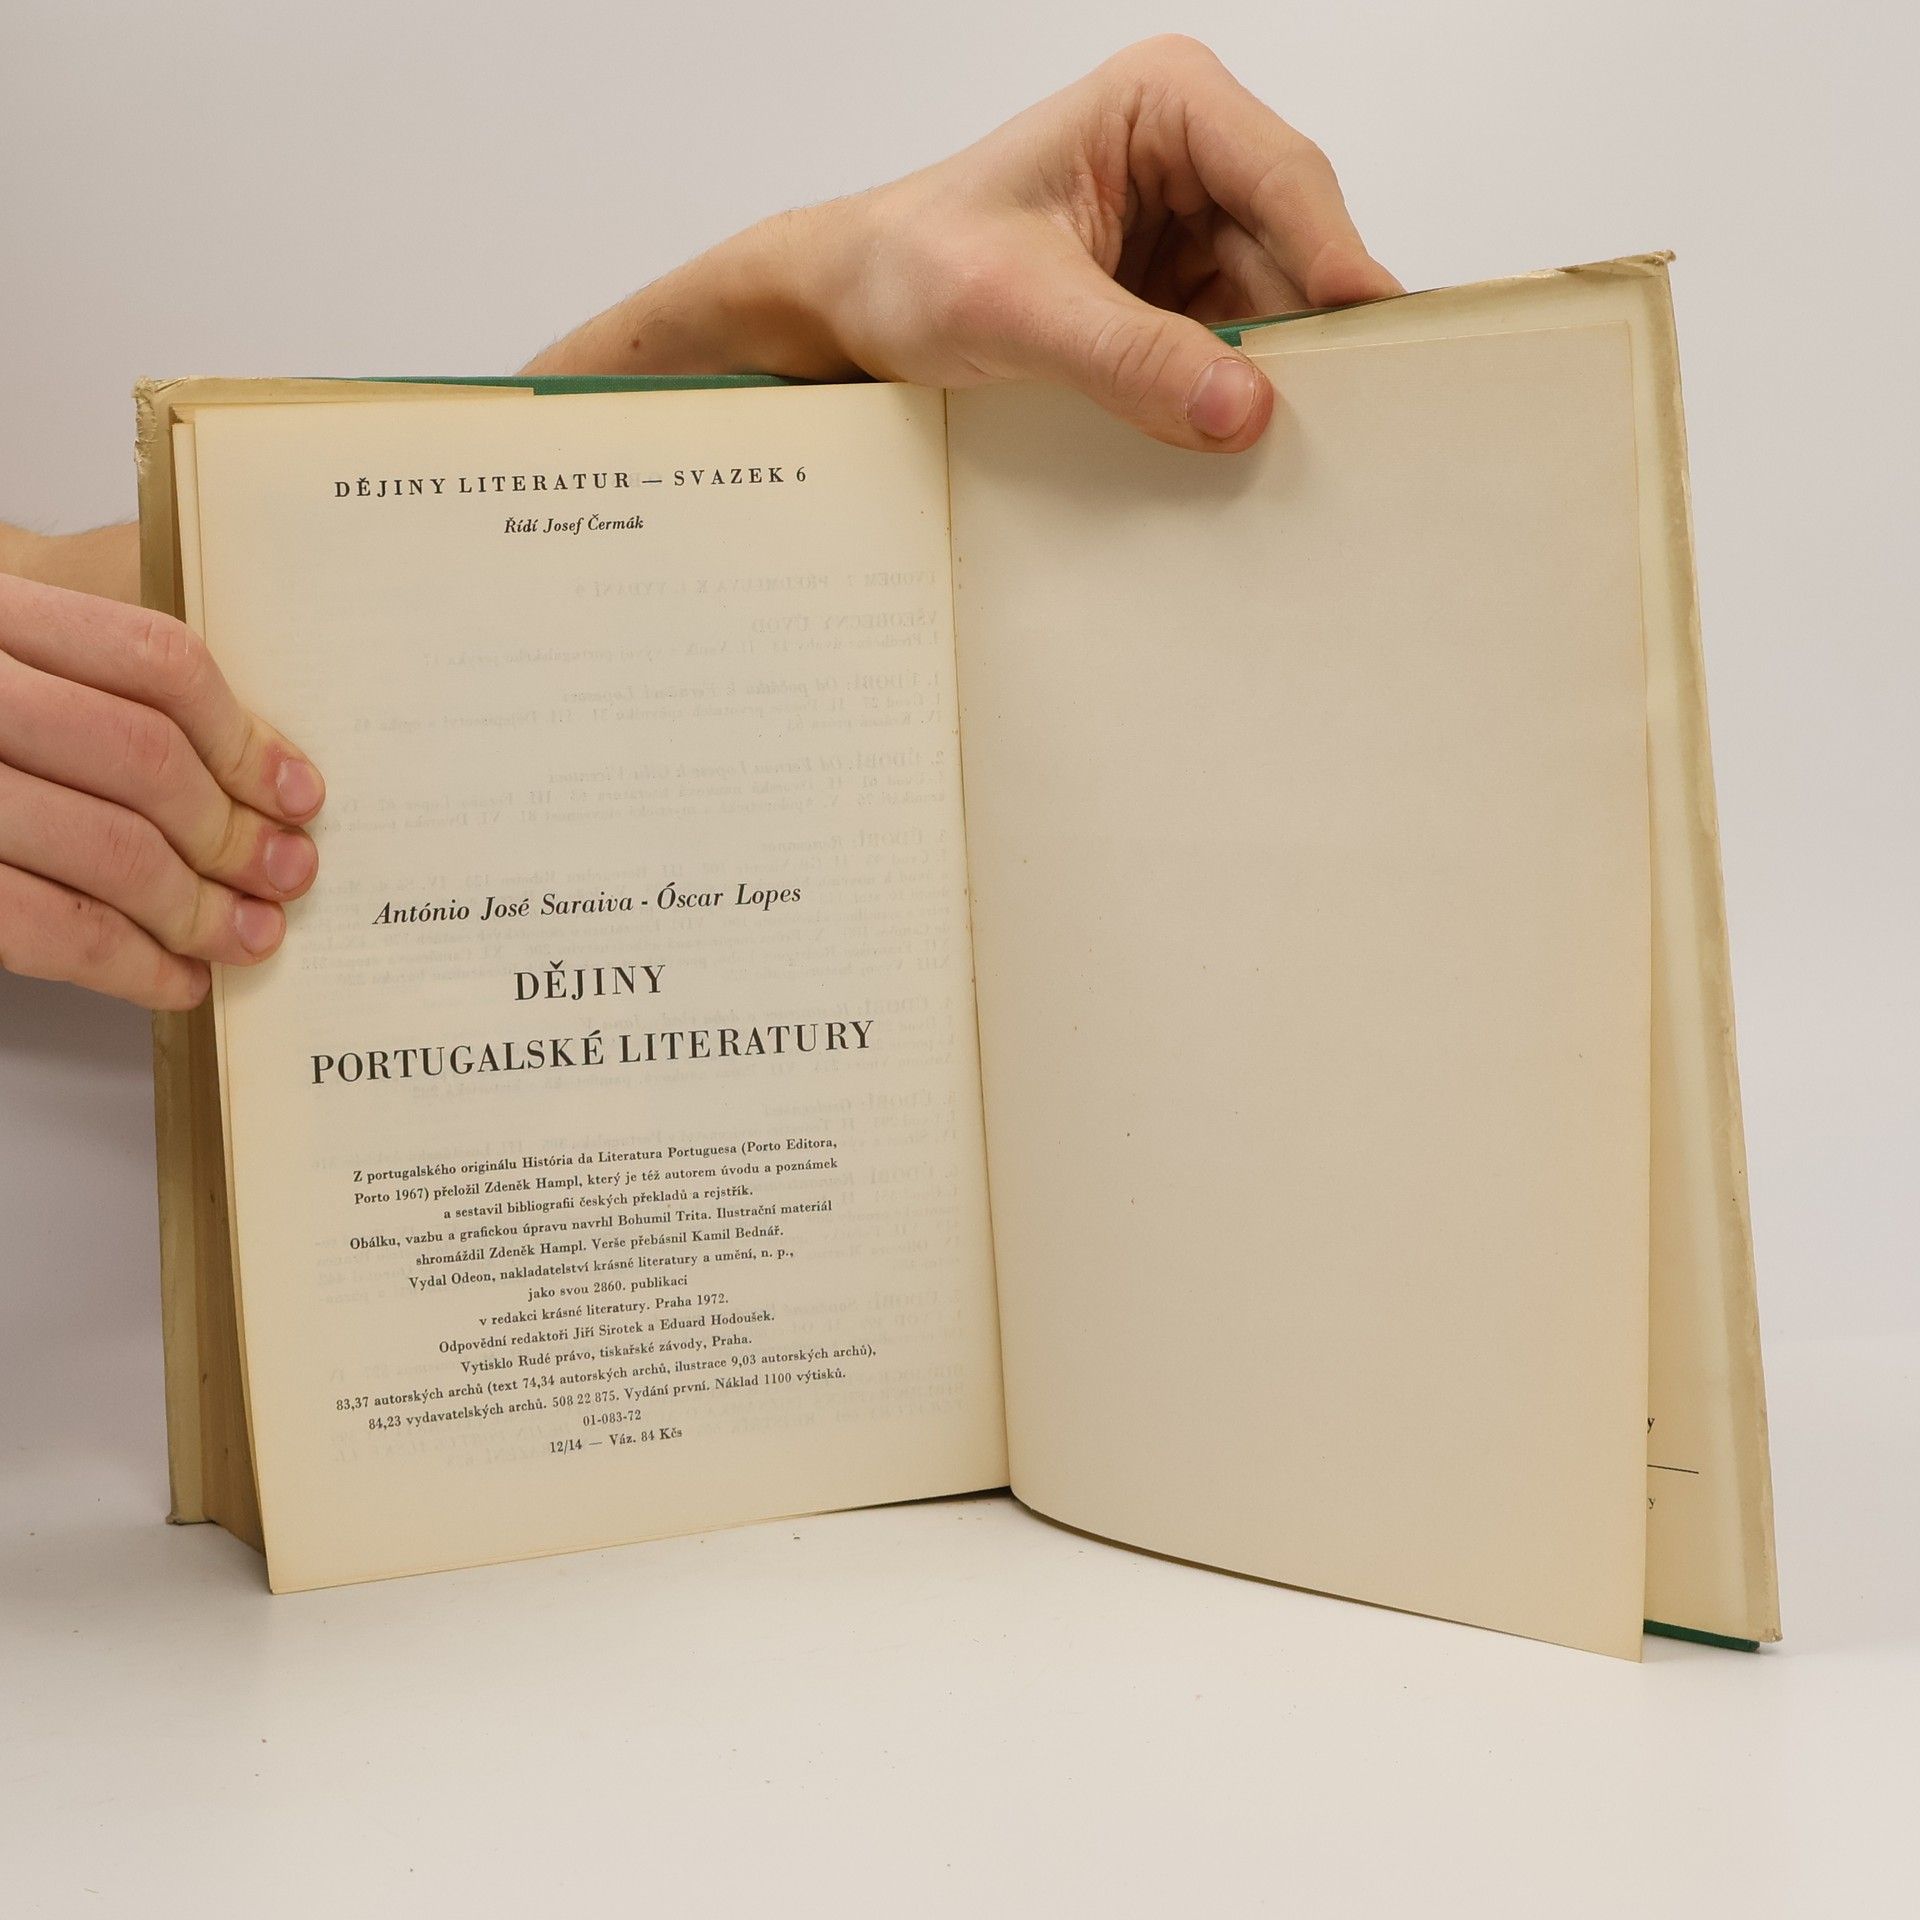 DĚJINY LITERATUR — SVAZEK 6
Řídí Josef Čermák
António José Saraiva - Óscar Lopes
DĚJINY
PORTUGALSKÉ LITERATURY
Z portugalského originálu História da Literatura Portuguesa (Porto Editora,
Porto 1967) přeložil Zdeněk Hampl, který je též autorem úvodu a poznámek
a sestavil bibliografii českých překladů a rejstřík.
Obálku, vazbu a grafickou úpravu navrhl Bohumil Trita. Ilustrační materiál
shromáždil Zdeněk Hampl. Verše přebásnil Kamil Bednář.
Vydal Odeon, nakladatelství krásné literatury a umění, n. p.,
jako svou 2860. publikaci
v redakci krásné literatury. Praha 1972.
Odpovědní redaktoři Jiří Sirotek a Eduard Hodoušek.
Vytisklo Rudé právo, tiskařské závody, Praha.
83,37 autorských archů (text 74,34 autorských archů, ilustrace 9,03 autorských archů),
84,23 vydavatelských archů. 508 22 875. Vydání první. Náklad 1100 výtisků.
01-083-72
12/14 — Váz. 84 Kčs
y
y